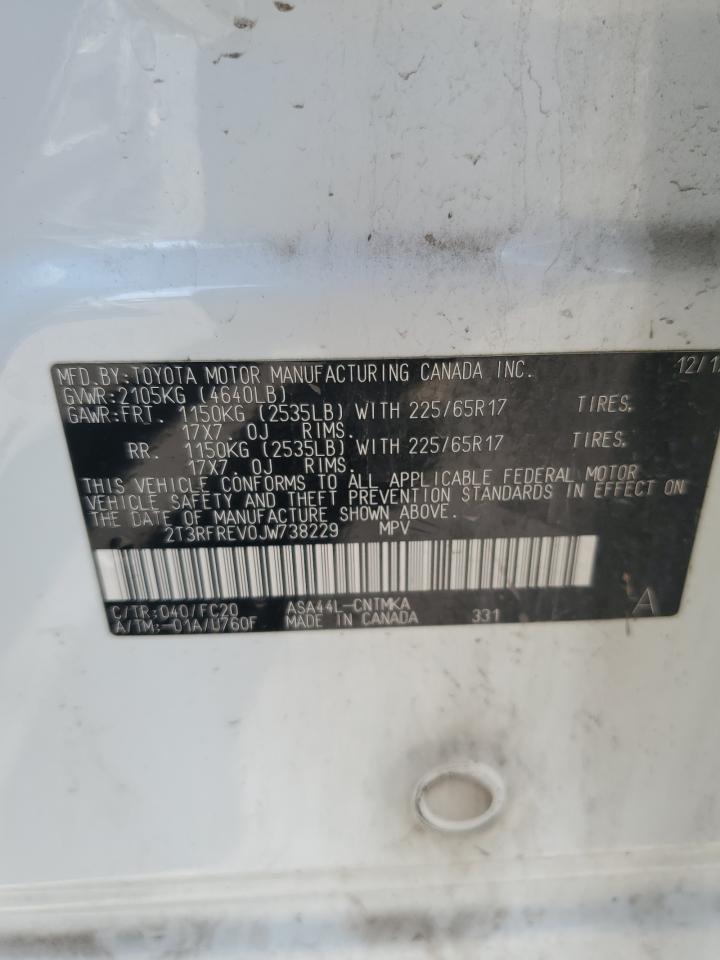 MFD.BY:TOYOTA MOTOR MANUFACTURING CANADA INC. 12/1
GVWR:2105KG (4640LB)
GAWR:FRT. 1150KG (2535LB) WITH 225/65R17 TIRES,
17X7.0J RIMS.
RR. 1150KG (2535LB) WITH 225/65R17 TIRES,
17X7.0J RIMS.
THIS VEHICLE CONFORMS TO ALL APPLICABLE FEDERAL MOTOR
VEHICLE SAFETY AND THEFT PREVENTION STANDARDS IN EFFECT ON
THE DATE OF MANUFACTURE SHOWN ABOVE.
2T3RFREV0JW738229 MPV
C/TR:040/FC20 ASA44L-CNTMKA
A/TM:-01A/U760F MADE IN CANADA 331 A